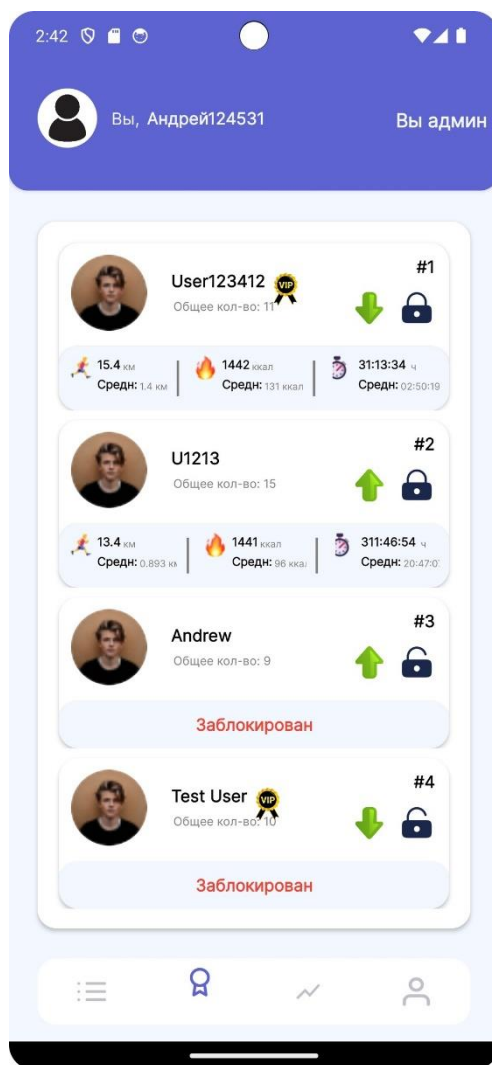 2:42
Вы, Андрей124531
Вы админ
#1
User123412 VIP
Общее кол-во: 11
15.4 км 1442 ккал 31:13:34 ч
Средн: 1.4 км Средн: 131 ккал Средн: 02:50:19
#2
U1213
Общее кол-во: 15
13.4 км 1441 ккал 311:46:54 ч
Средн: 0.893 Средн: 96 Средн: 20:47:0
#3
Andrew
Общее кол-во: 9
Заблокирован
#4
Test User VIP
Общее кол-во: 10
Заблокирован